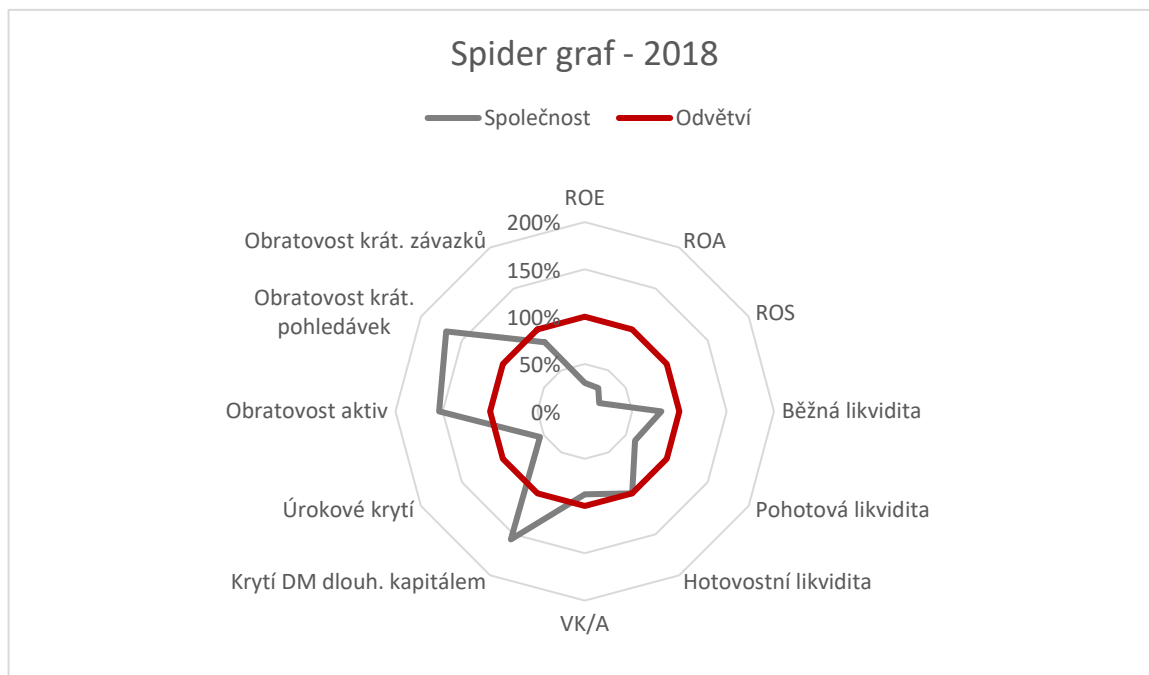 Spider graf - 2018
Společnost
Odvětví
ROE
200%
Obratovost krát. závazků
ROA
150%
Obratovost krát.
pohledávek
ROS
100%
50%
Obratovost aktiv
0%
Běžná likvidita
Úrokové krytí
Pohotová likvidita
Krytí DM dlouh. kapitálem
Hotovostní likvidita
VK/A